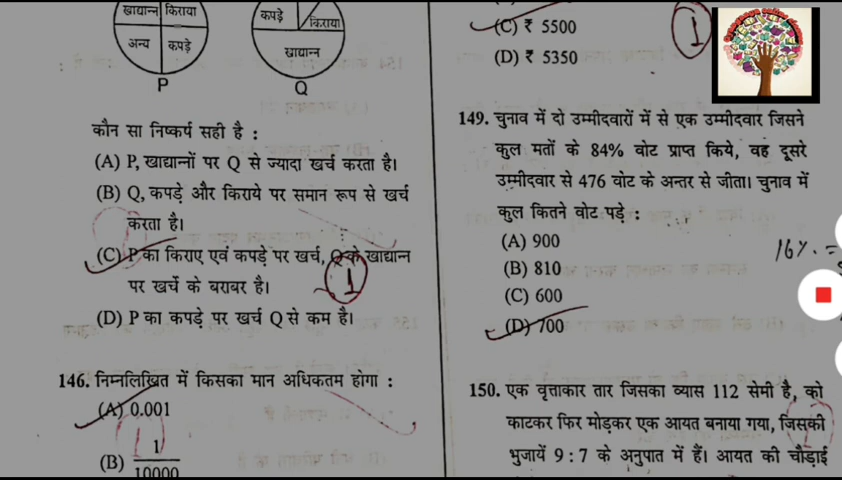 खाद्यान्न किराया
अन्य कपड़े
P
कपड़े
किराया
खाद्यान्न
Q
कौन सा निष्कर्ष सही है :
(A) P, खाद्यान्नों पर Q से ज्यादा खर्च करता है।
(B) Q, कपड़े और किराये पर समान रूप से खर्च
करता है।
(C) P का किराए एवं कपड़े पर खर्च, Q के खाद्यान्न
पर खर्चे के बराबर है।
1
(D) P का कपड़े पर खर्च Q से कम है।
146. निम्नलिखित में किसका मान अधिकतम होगा :
(A) 0.001
(B) 1
10000
(C) ₹ 5500
1
(D) ₹ 5350
149. चुनाव में दो उम्मीदवारों में से एक उम्मीदवार जिसने
कुल मतों के 84% वोट प्राप्त किये, वह दूसरे
उम्मीदवार से 476 वोट के अन्तर से जीता। चुनाव में
कुल कितने वोट पड़े :
(A) 900
16% =
(B) 810
(C) 600
(D) 700
150. एक वृत्ताकार तार जिसका व्यास 112 सेमी है, को
काटकर फिर मोड़कर एक आयत बनाया गया, जिसकी
भुजायें 9 : 7 के अनुपात में हैं। आयत की चौड़ाई